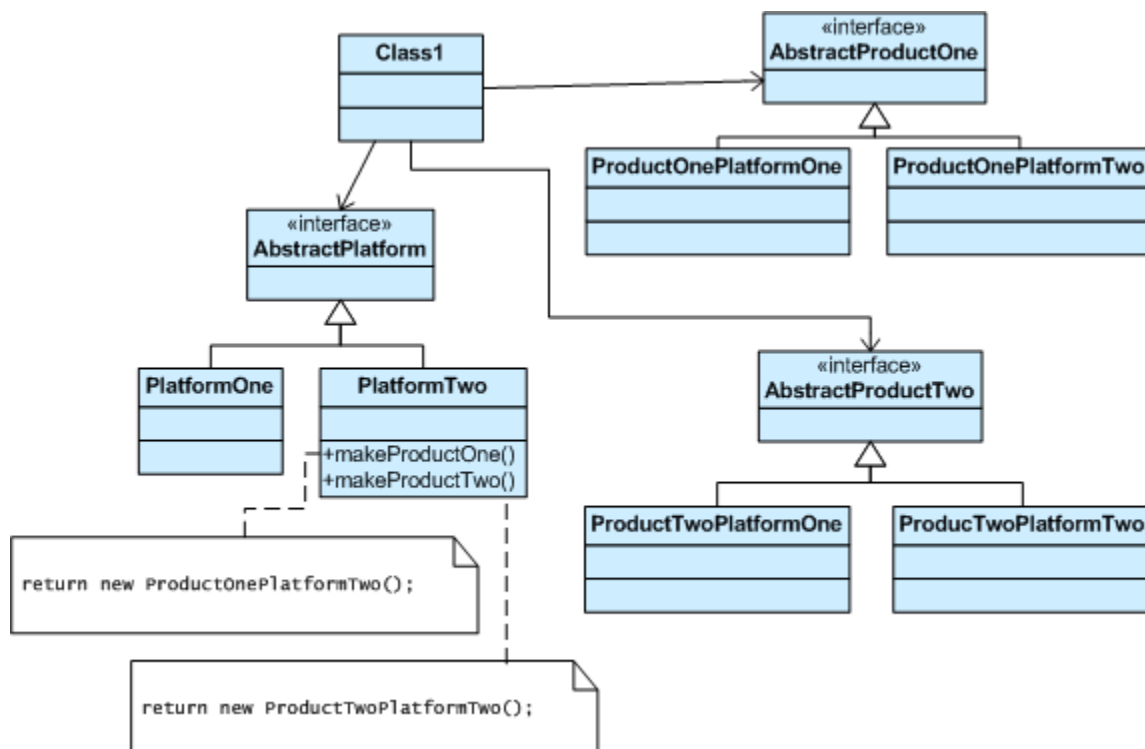 Class1
«interface»
AbstractProductOne
ProductOnePlatformOne
ProductOnePlatformTwo
«interface»
AbstractPlatform
PlatformOne
PlatformTwo
+makeProductOne()
+makeProductTwo()
«interface»
AbstractProductTwo
ProductTwoPlatformOne
ProducTwoPlatformTwo
return new ProductOnePlatformTwo();
return new ProductTwoPlatformTwo();